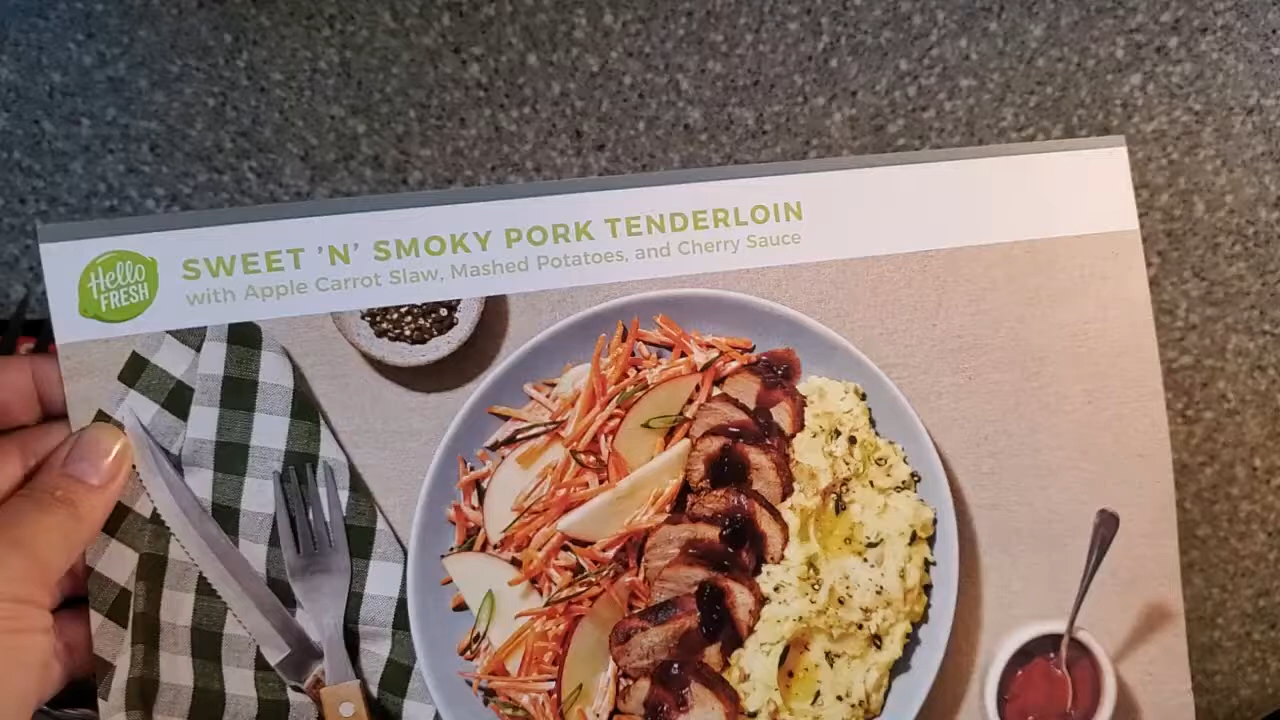 Hello
FRESH
SWEET 'N' SMOKY PORK TENDERLOIN
with Apple Carrot Slaw, Mashed Potatoes, and Cherry Sauce